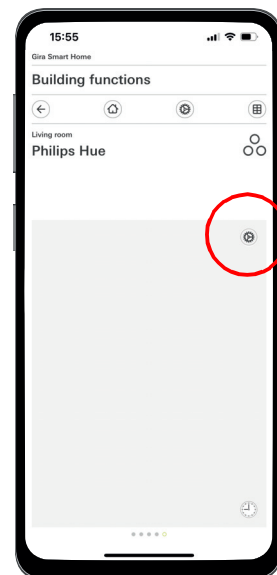 15:55
Gira Smart Home
Building functions
Living room
Philips Hue